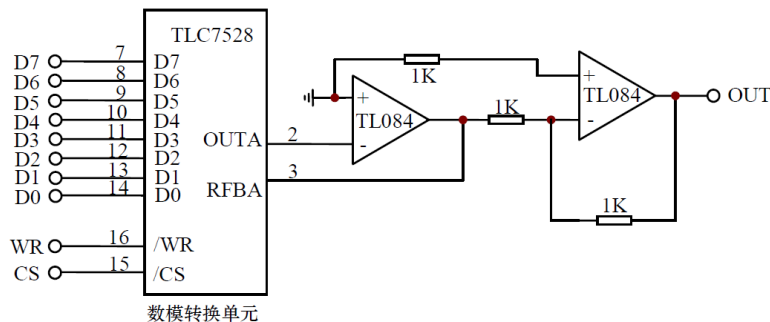 TLC7528
D7 7 D7
D6 8 D6
D5 9 D5
D4 10 D4
D3 11 D3
D2 12 D2
D1 13 D1
D0 14 D0
OUTA 2
RFBA 3
WR 16 /WR
CS 15 /CS
数模转换单元
1K
+
TL084
-
1K
+
TL084
-
OUT
1K